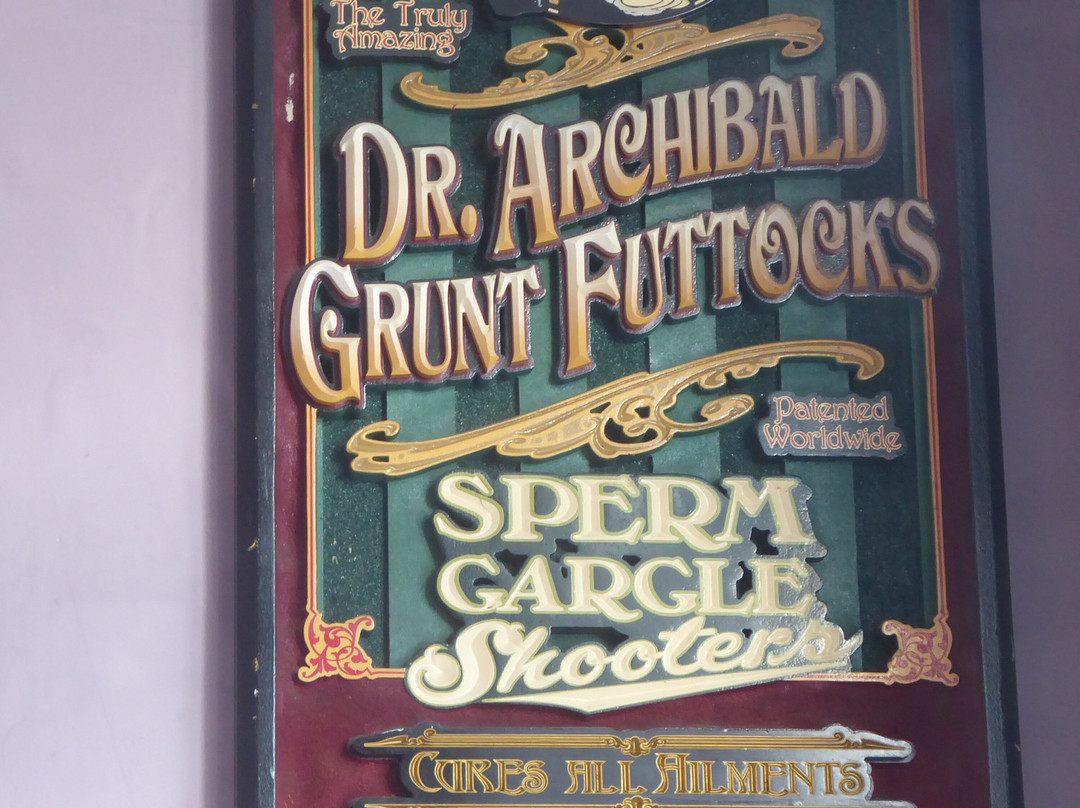 The Truly
Amazing
DR. ARCHIBALD
GRUNT FUTTOCKS
Patented
Worldwide
SPERM
GARGLE
Shooters
CURES ALL AILMENTS